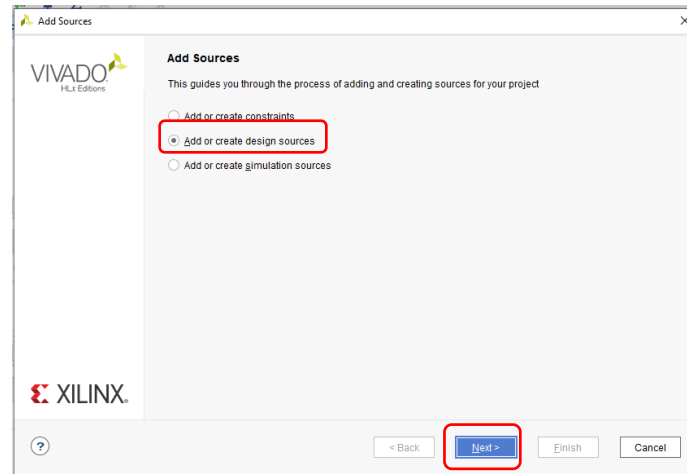 Add Sources
VIVADO
HLx Editions
Add Sources
This guides you through the process of adding and creating sources for your project
Add or create constraints
Add or create design sources
Add or create simulation sources
XILINX
?
< Back
Next >
Finish
Cancel